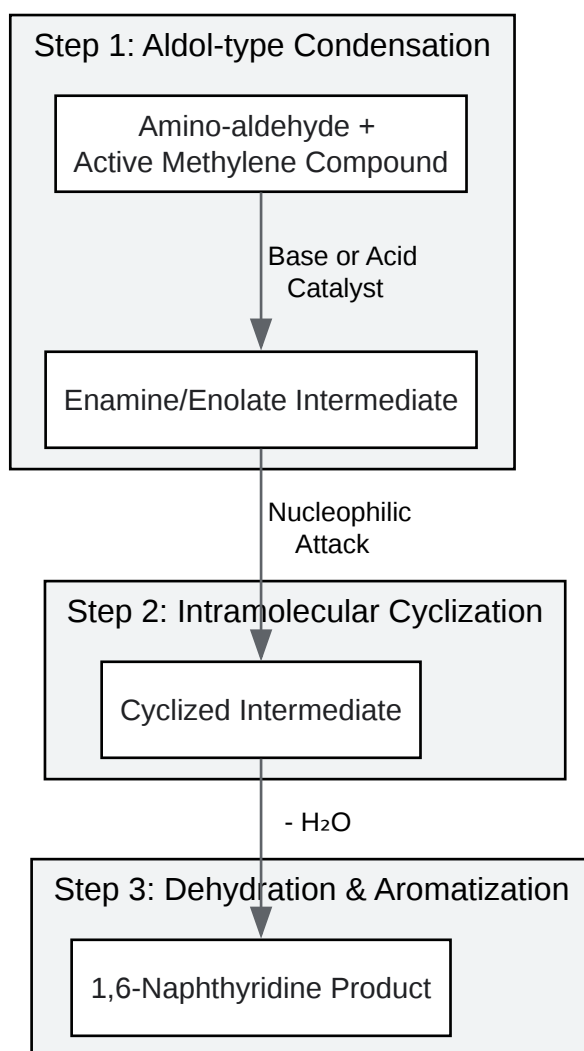 Step 1: Aldol-type Condensation
Amino-aldehyde +
Active Methylene Compound
Base or Acid
Catalyst
Enamine/Enolate Intermediate
Nucleophilic
Attack
Step 2: Intramolecular Cyclization
Cyclized Intermediate
- H₂O
Step 3: Dehydration & Aromatization
1,6-Naphthyridine Product